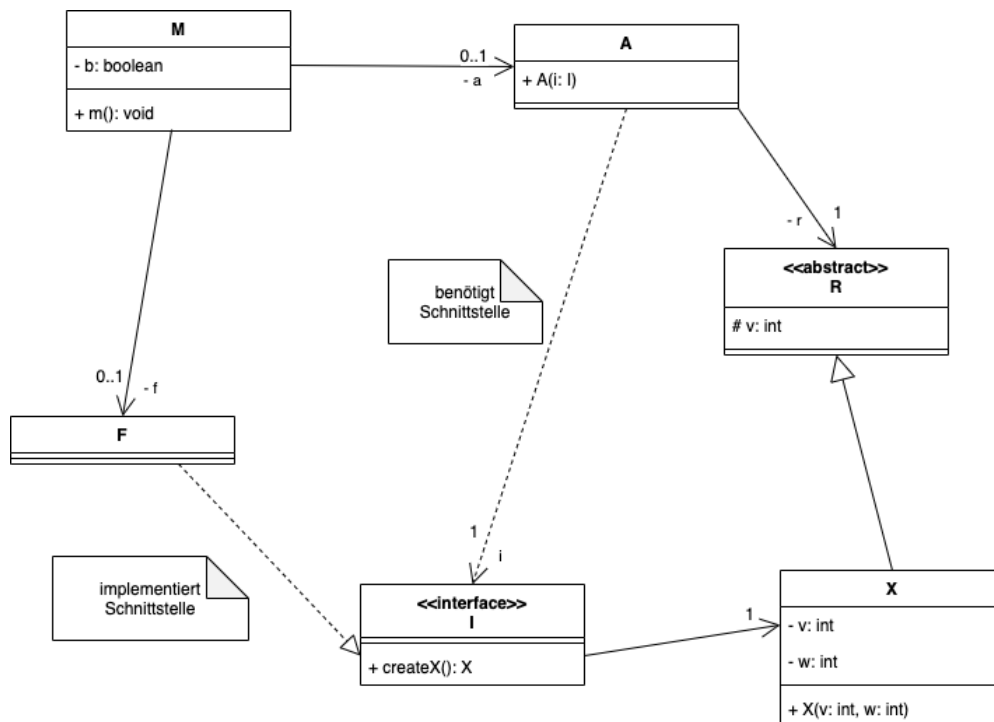 M
- b: boolean
+ m(): void
0..1
- a
A
+ A(i: I)
- r
1
<<abstract>>
R
# v: int
benötigt
Schnittstelle
0..1
- f
F
implementiert
Schnittstelle
1
i
<<interface>>
I
+ createX(): X
1
X
- v: int
- w: int
+ X(v: int, w: int)